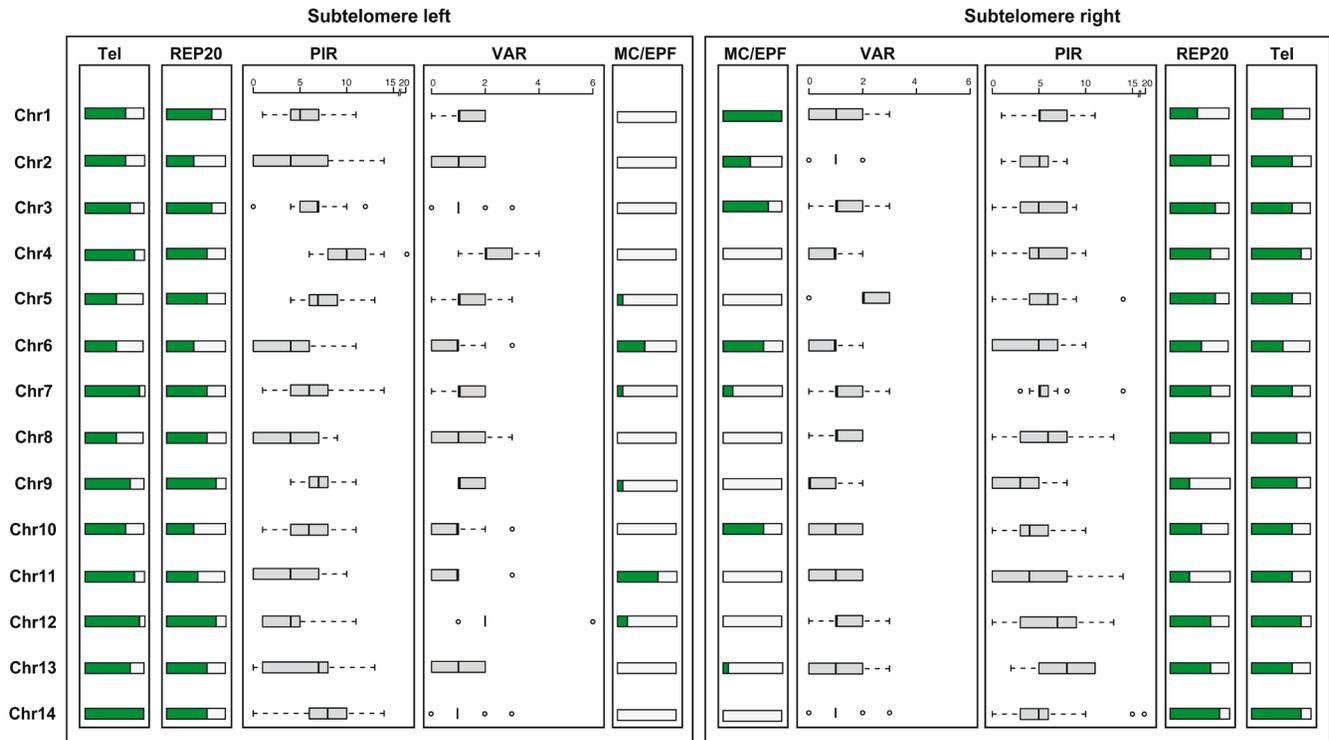 Subtelomere left Subtelomere right
Tel REP20 PIR VAR MC/EPF MC/EPF VAR PIR REP20 Tel
0 5 10 15 20 0 2 4 6 0 2 4 6 0 5 10 15 20
Chr1
Chr2
Chr3
Chr4
Chr5
Chr6
Chr7
Chr8
Chr9
Chr10
Chr11
Chr12
Chr13
Chr14